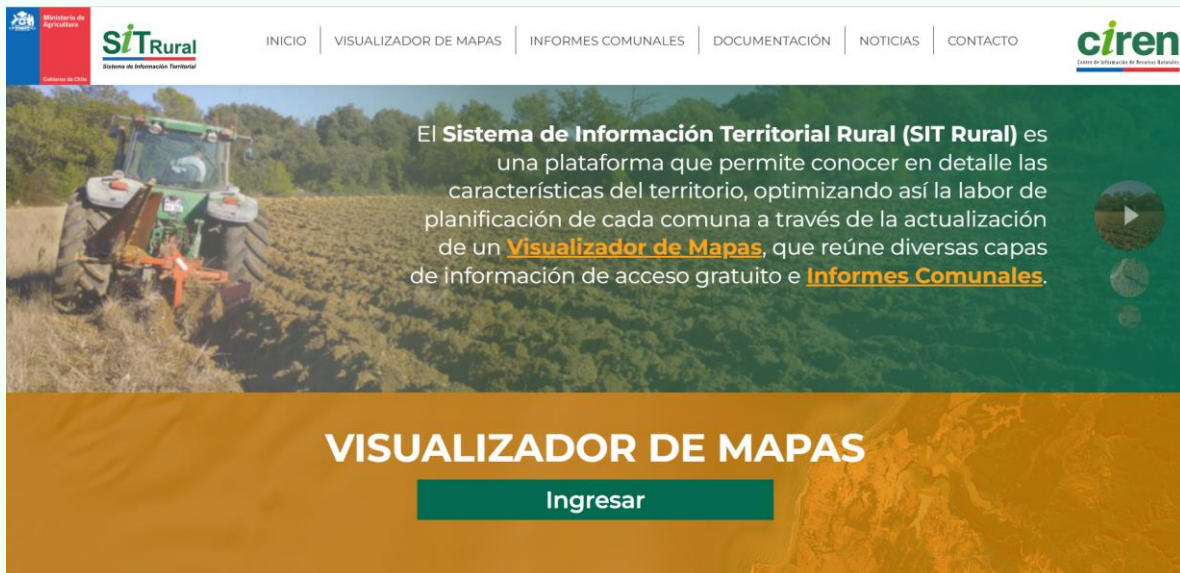 Ministerio de
Agricultura
Gobierno de Chile
SiTRural
Sistema de Información Territorial
INICIO
VISUALIZADOR DE MAPAS
INFORMES COMUNALES
DOCUMENTACIÓN
NOTICIAS
CONTACTO
ciren
Centro de Información de Recursos Naturales
El Sistema de Información Territorial Rural (SIT Rural) es
una plataforma que permite conocer en detalle las
características del territorio, optimizando así la labor de
planificación de cada comuna a través de la actualización
de un Visualizador de Mapas, que reúne diversas capas
de información de acceso gratuito e Informes Comunales.
VISUALIZADOR DE MAPAS
Ingresar